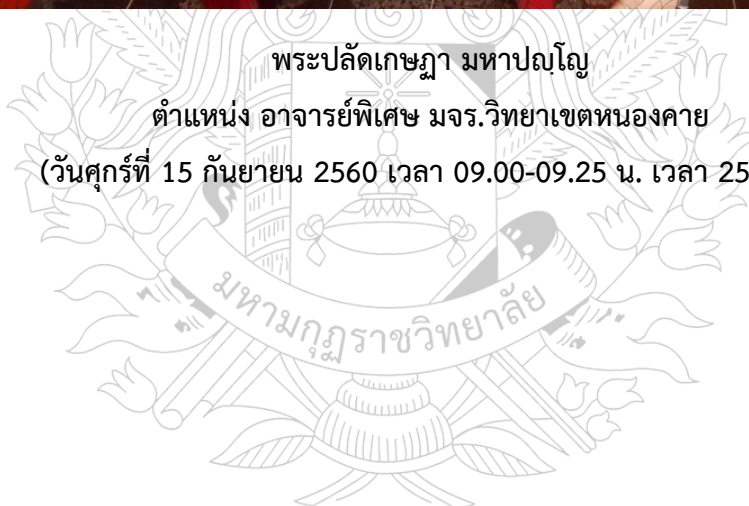 พระปลัดเกษฎา มหาปญฺโญ
ตำแหน่ง อาจารย์พิเศษ มจร.วิทยาเขตหนองคาย
(วันศุกร์ที่ 15 กันยายน 2560 เวลา 09.00-09.25 น. เวลา 25
มหามกุฏราชวิทยาลัย